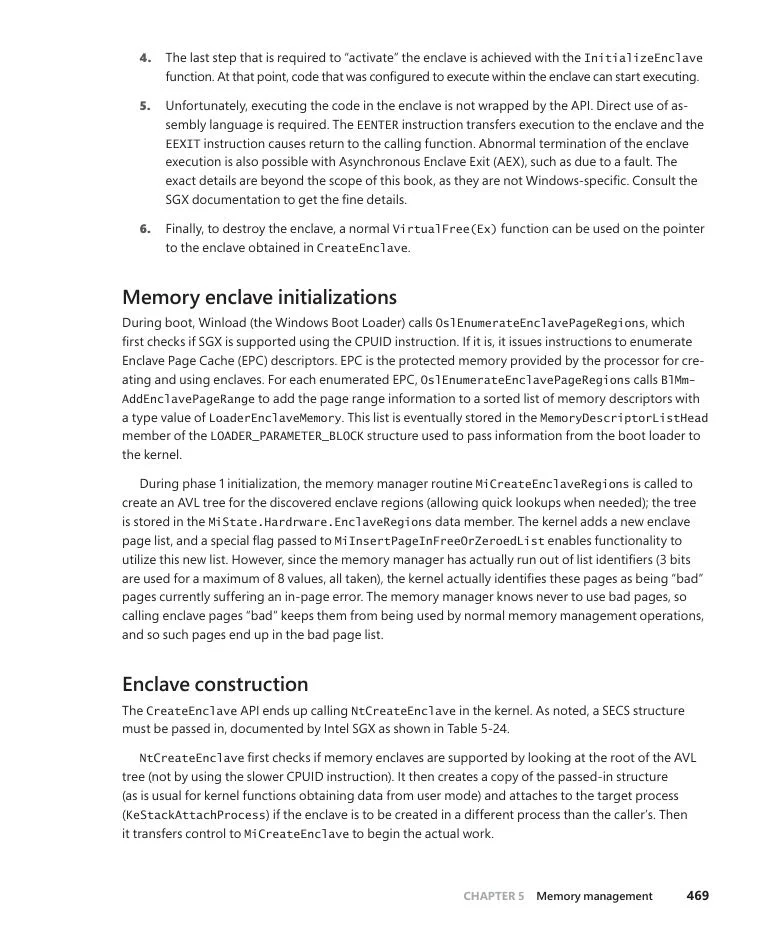 4. The last step that is required to “activate” the enclave is achieved with the InitializeEnclave
function. At that point, code that was configured to execute within the enclave can start executing.
5. Unfortunately, executing the code in the enclave is not wrapped by the API. Direct use of as-
sembly language is required. The EENTER instruction transfers execution to the enclave and the
EEXIT instruction causes return to the calling function. Abnormal termination of the enclave
execution is also possible with Asynchronous Enclave Exit (AEX), such as due to a fault. The
exact details are beyond the scope of this book, as they are not Windows-specific. Consult the
SGX documentation to get the fine details.
6. Finally, to destroy the enclave, a normal VirtualFree(Ex) function can be used on the pointer
to the enclave obtained in CreateEnclave.
Memory enclave initializations
During boot, Winload (the Windows Boot Loader) calls OslEnumerateEnclavePageRegions, which
first checks if SGX is supported using the CPUID instruction. If it is, it issues instructions to enumerate
Enclave Page Cache (EPC) descriptors. EPC is the protected memory provided by the processor for cre-
ating and using enclaves. For each enumerated EPC, OslEnumerateEnclavePageRegions calls BlMm-
AddEnclavePageRange to add the page range information to a sorted list of memory descriptors with
a type value of LoaderEnclaveMemory. This list is eventually stored in the MemoryDescriptorListHead
member of the LOADER_PARAMETER_BLOCK structure used to pass information from the boot loader to
the kernel.
During phase 1 initialization, the memory manager routine MiCreateEnclaveRegions is called to
create an AVL tree for the discovered enclave regions (allowing quick lookups when needed); the tree
is stored in the MiState.Hardrware.EnclaveRegions data member. The kernel adds a new enclave
page list, and a special flag passed to MiInsertPageInFreeOrZeroedList enables functionality to
utilize this new list. However, since the memory manager has actually run out of list identifiers (3 bits
are used for a maximum of 8 values, all taken), the kernel actually identifies these pages as being “bad”
pages currently suffering an in-page error. The memory manager knows never to use bad pages, so
calling enclave pages “bad” keeps them from being used by normal memory management operations,
and so such pages end up in the bad page list.
Enclave construction
The CreateEnclave API ends up calling NtCreateEnclave in the kernel. As noted, a SECS structure
must be passed in, documented by Intel SGX as shown in Table 5-24.
NtCreateEnclave first checks if memory enclaves are supported by looking at the root of the AVL
tree (not by using the slower CPUID instruction). It then creates a copy of the passed-in structure
(as is usual for kernel functions obtaining data from user mode) and attaches to the target process
(KeStackAttachProcess) if the enclave is to be created in a different process than the caller’s. Then
it transfers control to MiCreateEnclave to begin the actual work.
CHAPTER 5 Memory management 469